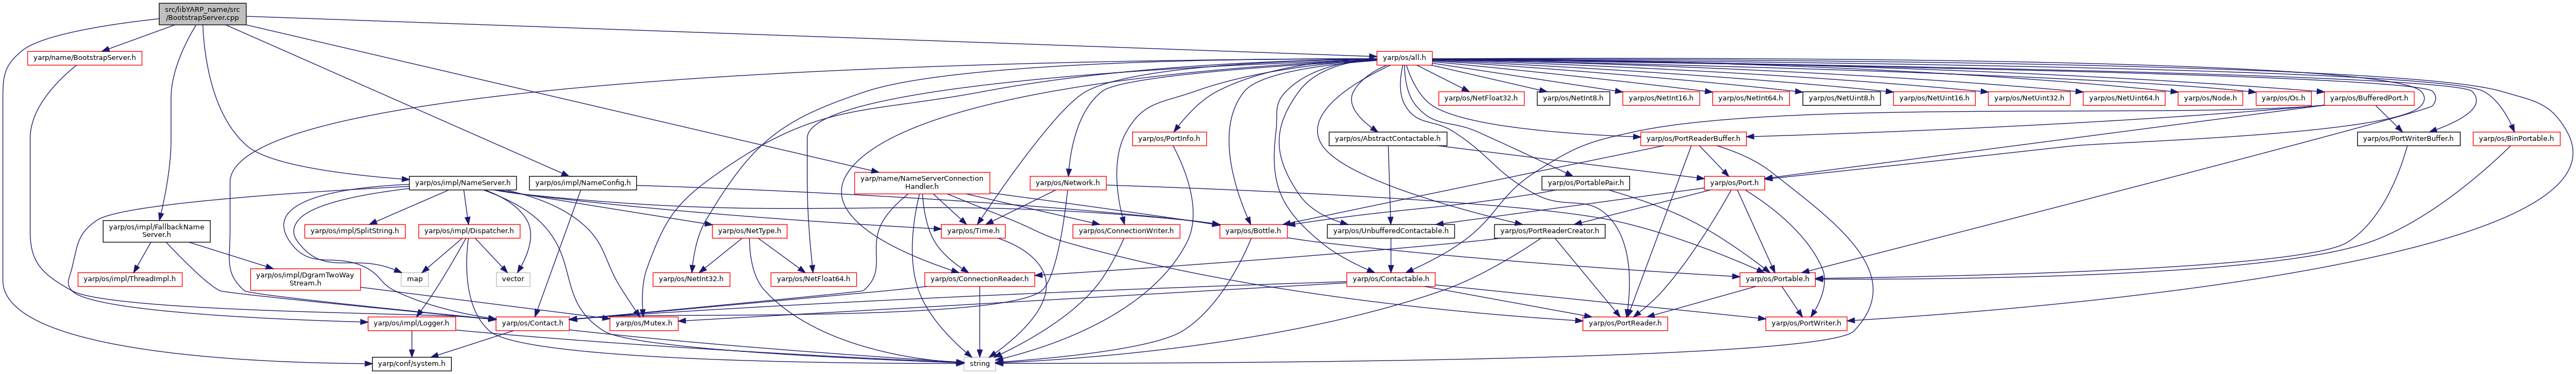 src/libYARP_name/src
/BootstrapServer.cpp
yarp/name/BootstrapServer.h
yarp/os/all.h
yarp/os/NetFloat32.h
yarp/os/NetInt8.h
yarp/os/NetInt16.h
yarp/os/NetInt64.h
yarp/os/NetUint8.h
yarp/os/NetUint16.h
yarp/os/NetUint32.h
yarp/os/NetUint64.h
yarp/os/Node.h
yarp/os/Os.h
yarp/os/BufferedPort.h
yarp/os/PortInfo.h
yarp/os/AbstractContactable.h
yarp/os/PortReaderBuffer.h
yarp/os/PortWriterBuffer.h
yarp/os/BinPortable.h
yarp/os/impl/NameServer.h
yarp/os/impl/NameConfig.h
yarp/name/NameServerConnection
Handler.h
yarp/os/Network.h
yarp/os/PortablePair.h
yarp/os/Port.h
yarp/os/impl/FallbackName
Server.h
yarp/os/impl/SplitString.h
yarp/os/impl/Dispatcher.h
yarp/os/NetType.h
yarp/os/Time.h
yarp/os/ConnectionWriter.h
yarp/os/Bottle.h
yarp/os/UnbufferedContactable.h
yarp/os/PortReaderCreator.h
yarp/os/impl/ThreadImpl.h
yarp/os/impl/DgramTwoWay
Stream.h
map
vector
yarp/os/NetInt32.h
yarp/os/NetFloat64.h
yarp/os/ConnectionReader.h
yarp/os/Contactable.h
yarp/os/Portable.h
yarp/os/impl/Logger.h
yarp/os/Contact.h
yarp/os/Mutex.h
yarp/os/PortReader.h
yarp/os/PortWriter.h
yarp/conf/system.h
string